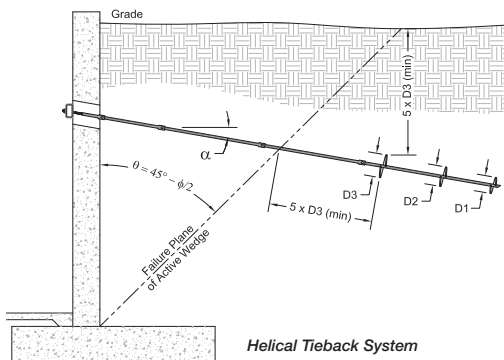 Grade
5 x D3 (min)
α
θ = 45° - ϕ/2
D3
D2
D1
5 x D3 (min)
Failure Plane
of Active Wedge
Helical Tieback System